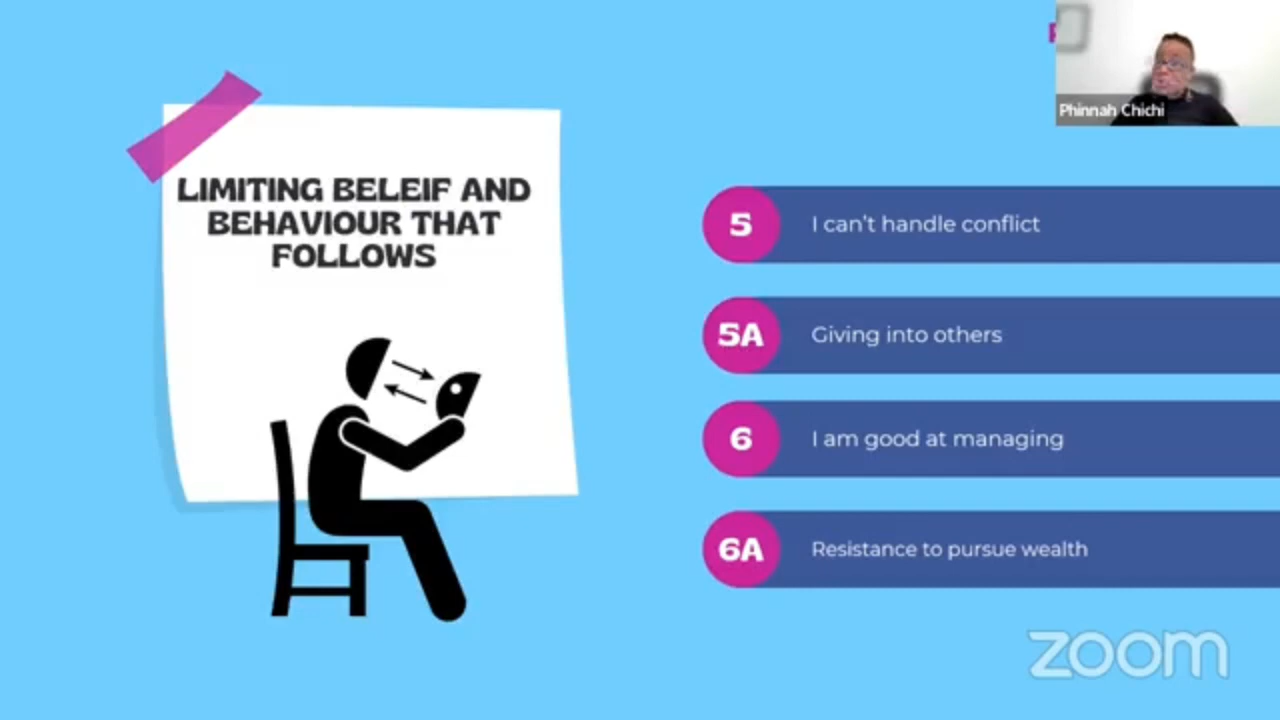 LIMITING BELEIF AND
BEHAVIOUR THAT
FOLLOWS
Phinnah Chichi
5 I can't handle conflict
5A Giving into others
6 I am good at managing
6A Resistance to pursue wealth
zoom